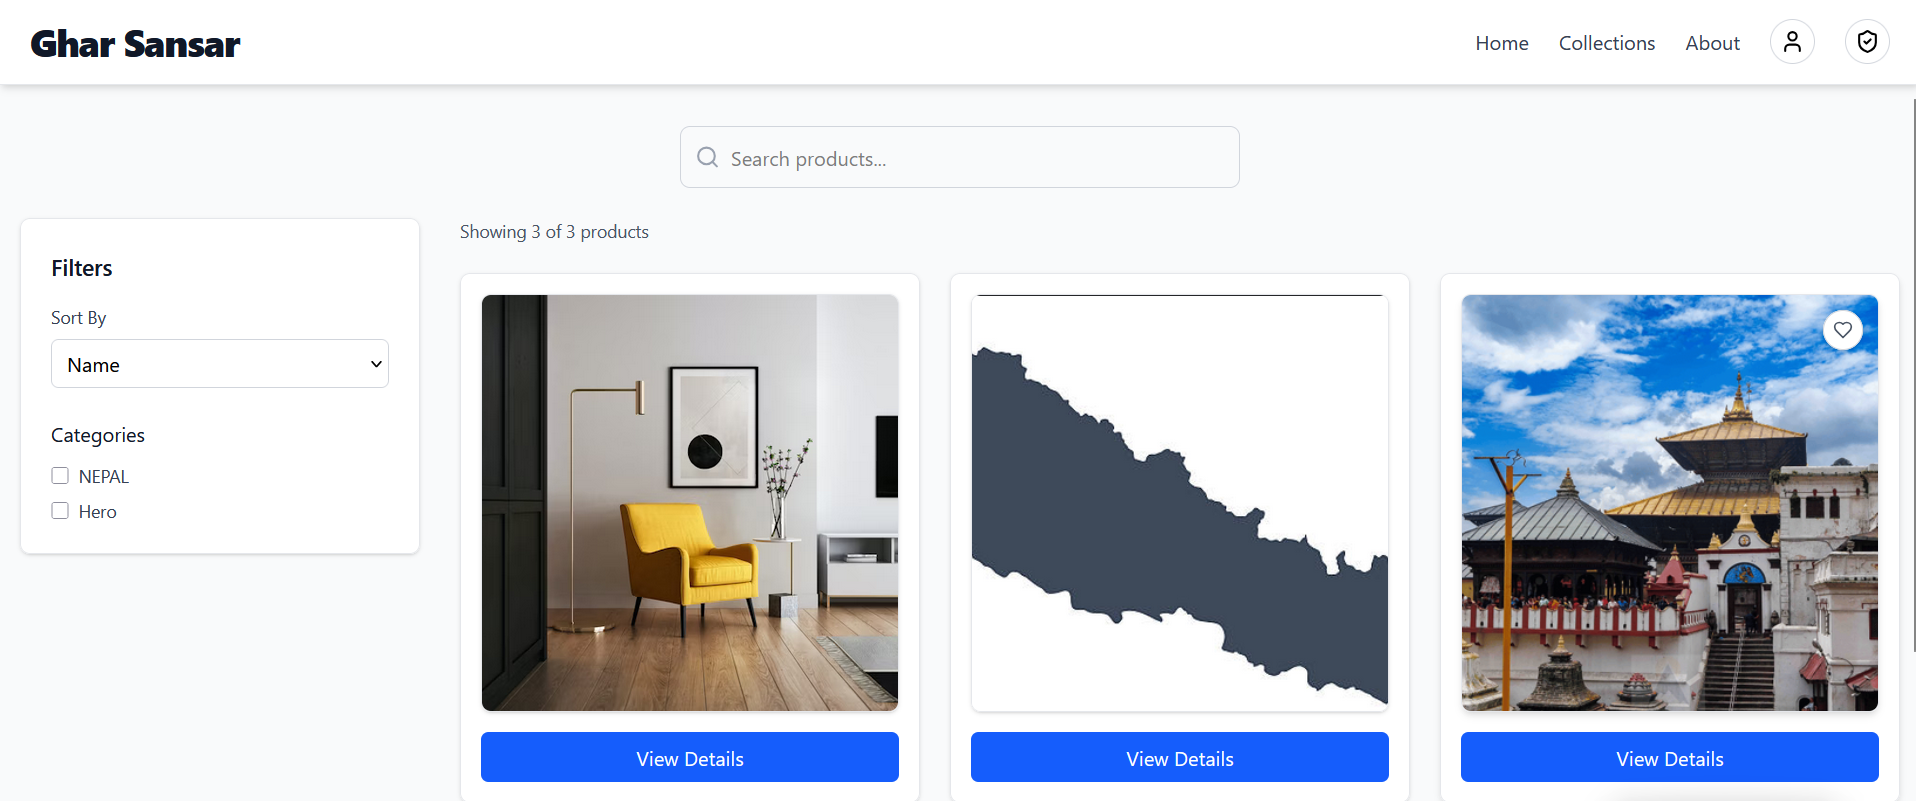 Ghar Sansar
Home
Collections
About
Search products...
Filters
Sort By
Name
Categories
NEPAL
Hero
Showing 3 of 3 products
View Details
View Details
View Details